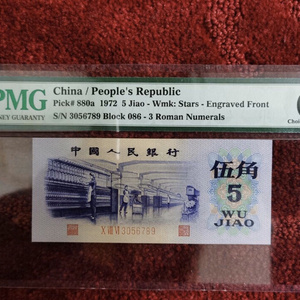 China / People's Republic
PMG
Pick# 880a 1972 5 Jiao - Wmk: Stars - Engraved Front
GUARANTY
S/N 3056789 Block 086 - 3 Roman Numerals
中国人民银行
伍角
5
WU
JIAO
3056789